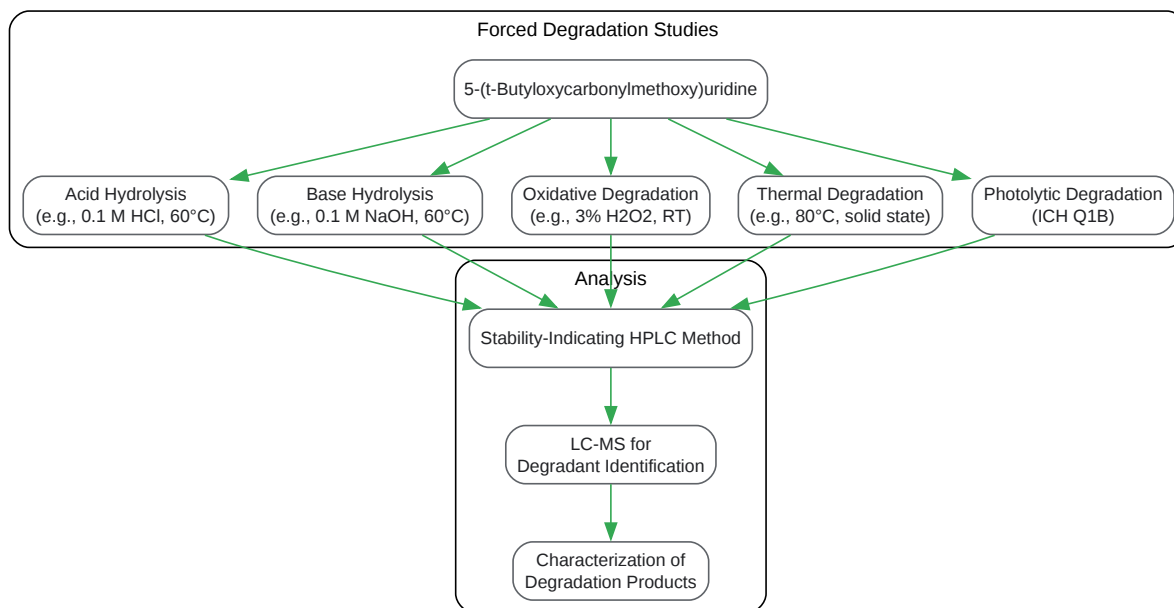 Forced Degradation Studies
5-(t-Butyloxycarbonylmethoxy)uridine
Acid Hydrolysis
(e.g., 0.1 M HCl, 60°C)
Base Hydrolysis
(e.g., 0.1 M NaOH, 60°C)
Oxidative Degradation
(e.g., 3% H2O2, RT)
Thermal Degradation
(e.g., 80°C, solid state)
Photolytic Degradation
(ICH Q1B)
Analysis
Stability-Indicating HPLC Method
LC-MS for
Degradant Identification
Characterization of
Degradation Products